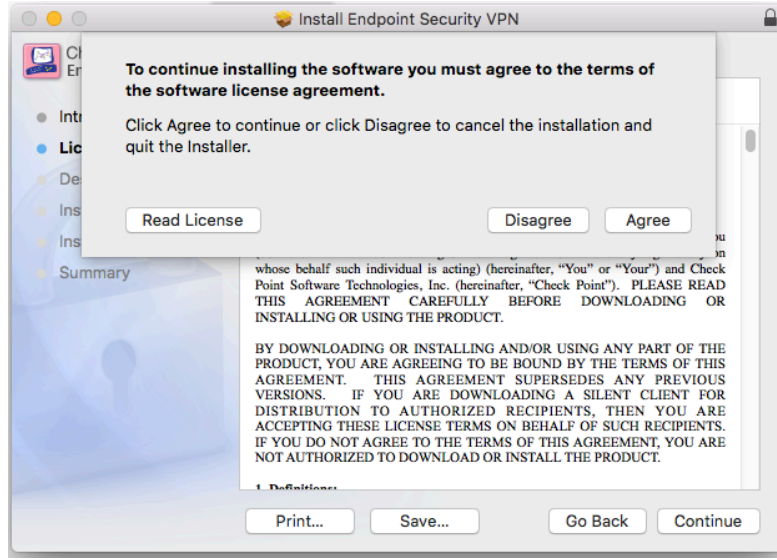 Install Endpoint Security VPN
To continue installing the software you must agree to the terms of
the software license agreement.
Click Agree to continue or click Disagree to cancel the installation and
quit the Installer.
Read License
Disagree
Agree
Summary
whose behalf such individual is acting) (hereinafter, “You” or “Your”) and Check
Point Software Technologies, Inc. (hereinafter, “Check Point”). PLEASE READ
THIS AGREEMENT CAREFULLY BEFORE DOWNLOADING OR
INSTALLING OR USING THE PRODUCT.
BY DOWNLOADING OR INSTALLING AND/OR USING ANY PART OF THE
PRODUCT, YOU ARE AGREEING TO BE BOUND BY THE TERMS OF THIS
AGREEMENT. THIS AGREEMENT SUPERSEDES ANY PREVIOUS
VERSIONS. IF YOU ARE DOWNLOADING A SILENT CLIENT FOR
DISTRIBUTION TO AUTHORIZED RECIPIENTS, THEN YOU ARE
ACCEPTING THESE LICENSE TERMS ON BEHALF OF SUCH RECIPIENTS.
IF YOU DO NOT AGREE TO THE TERMS OF THIS AGREEMENT, YOU ARE
NOT AUTHORIZED TO DOWNLOAD OR INSTALL THE PRODUCT.
1. Definitions:
Print...
Save...
Go Back
Continue